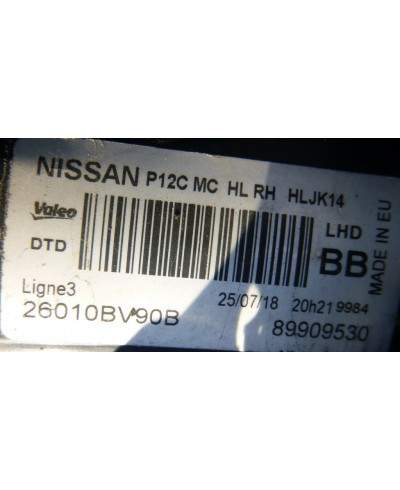 NISSAN P12C MC HL RH HLJK14
Valeo
DTD
LHD
BB
MADE IN EU
Ligne3
25/07/18 20h21 9984
26010BV90B
89909530